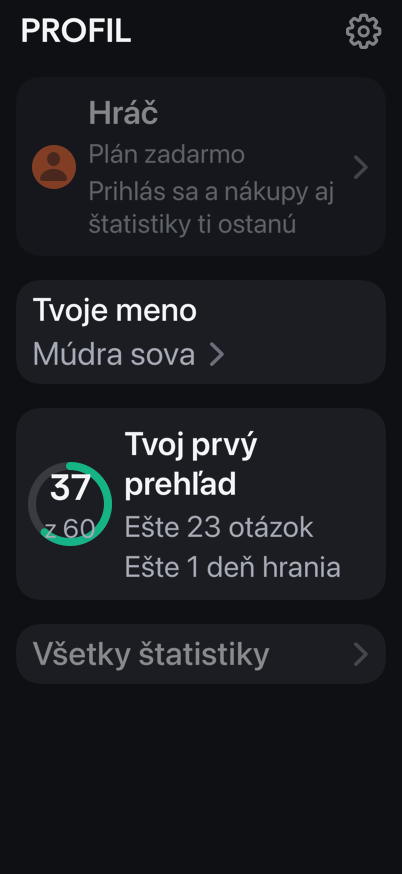 PROFIL
Hráč
Plán zadarmo
Prihlás sa a nákupy aj
štatistiky ti ostanú
Tvoje meno
Múdra sova
Tvoj prvý
prehľad
37
z 60
Ešte 23 otázok
Ešte 1 deň hrania
Všetky štatistiky